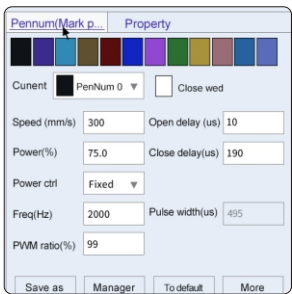 Pennum(Mark p... Property
Cunent PenNum 0 Close wed
Speed (mm/s) 300 Open delay (us) 10
Power(%) 75.0 Close delay(us) 190
Power ctrl Fixed
Freq(Hz) 2000 Pulse width(us) 495
PWM ratio(%) 99
Save as Manager To default More